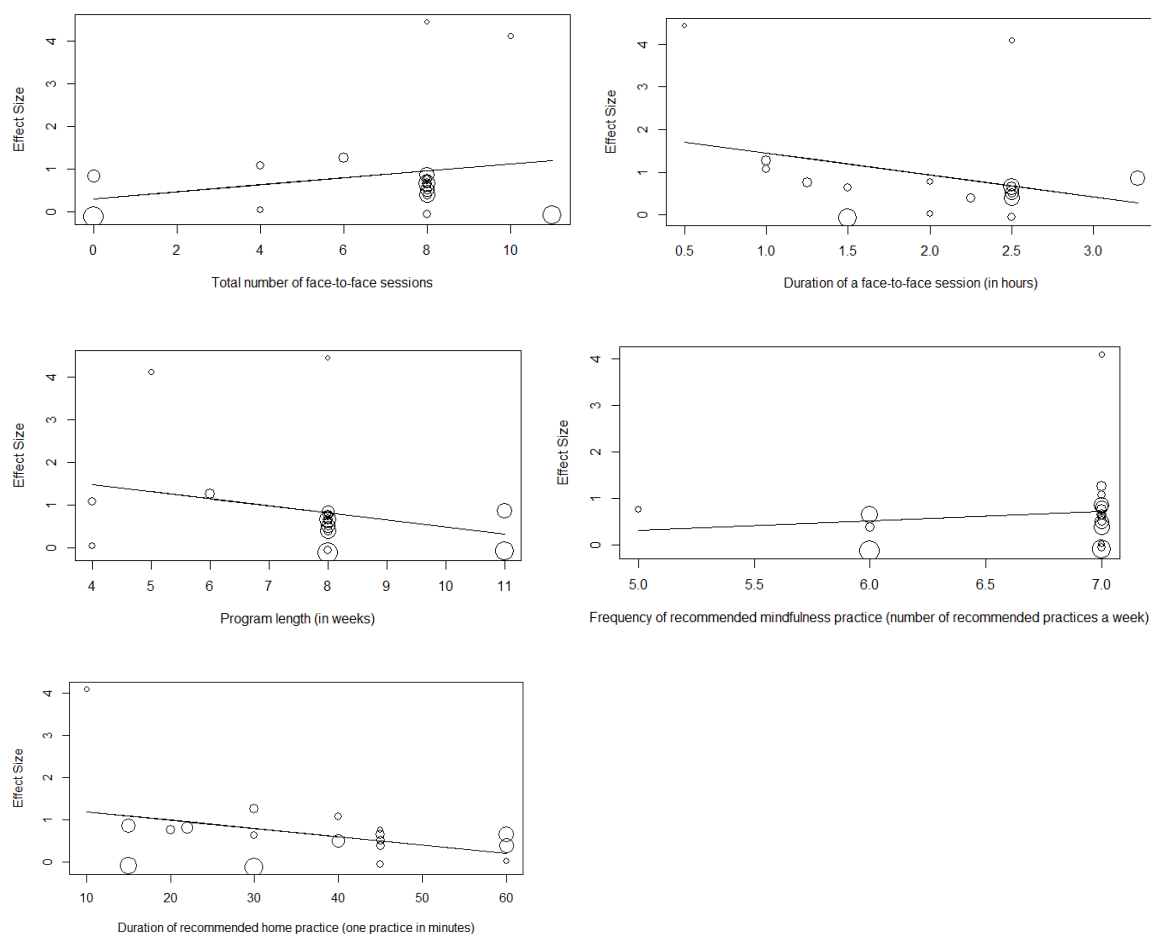 Effect Size
4
3
2
1
0
0 2 4 6 8 10
Total number of face-to-face sessions
Effect Size
4
3
2
1
0
0.5 1.0 1.5 2.0 2.5 3.0
Duration of a face-to-face session (in hours)
Effect Size
4
3
2
1
0
4 5 6 7 8 9 10 11
Program length (in weeks)
Effect Size
4
3
2
1
0
5.0 5.5 6.0 6.5 7.0
Frequency of recommended mindfulness practice (number of recommended practices a week)
Effect Size
4
3
2
1
0
10 20 30 40 50 60
Duration of recommended home practice (one practice in minutes)